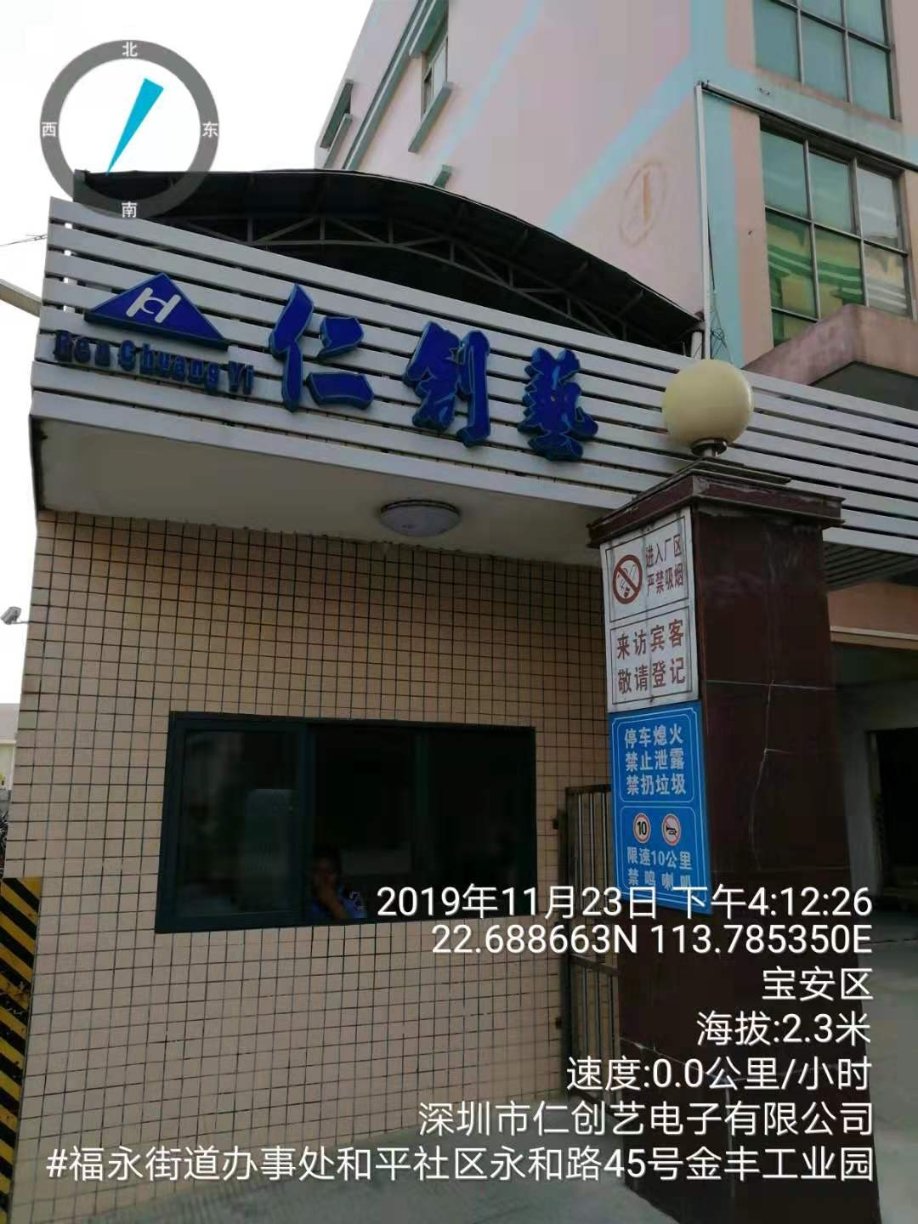 北
西 东
南
H
Ren Chuang Yi
仁創藝
进入厂区
严禁吸烟
来访宾客
敬请登记
停车熄火
禁止泄露
禁扔垃圾
10
限速10公里
禁鸣喇叭
2019年11月23日 下午4:12:26
22.688663N 113.785350E
宝安区
海拔:2.3米
速度:0.0公里/小时
深圳市仁创艺电子有限公司
#福永街道办事处和平社区永和路45号金丰工业园